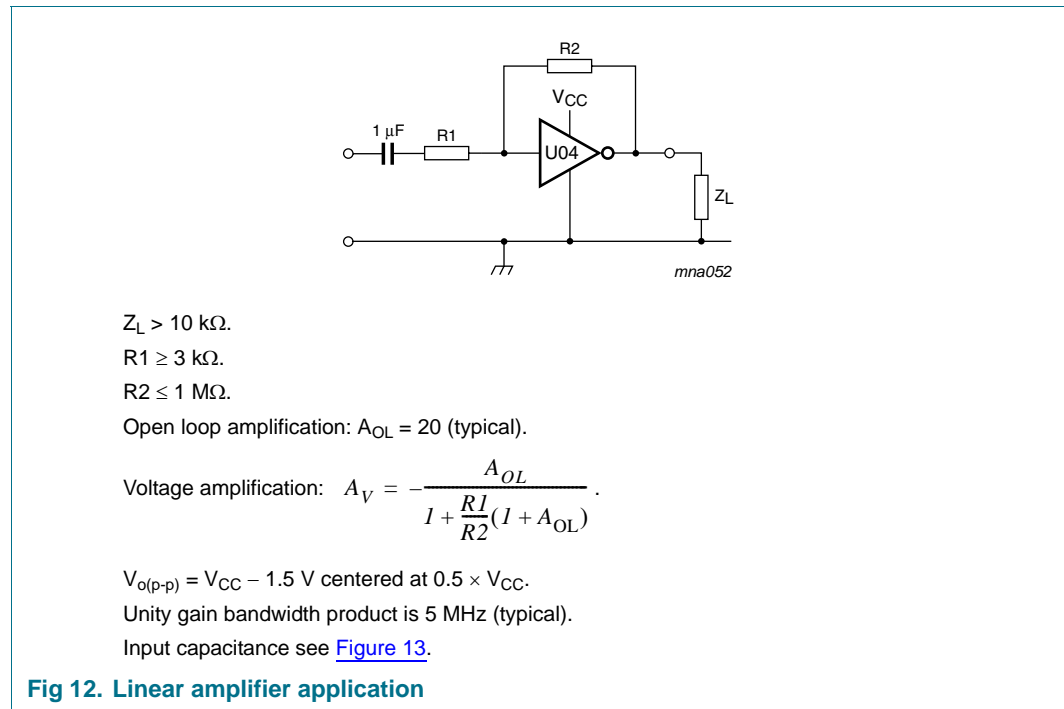 R2
VCC
1 μF
R1
U04
ZL
mna052
ZL > 10 kΩ.
R1 ≥ 3 kΩ.
R2 ≤ 1 MΩ.
Open loop amplification: AOL = 20 (typical).
Voltage amplification: AV = − AOL / (1 + R1/R2 (1 + AOL)) .
Vo(p-p) = VCC − 1.5 V centered at 0.5 × VCC.
Unity gain bandwidth product is 5 MHz (typical).
Input capacitance see Figure 13.
Fig 12. Linear amplifier application